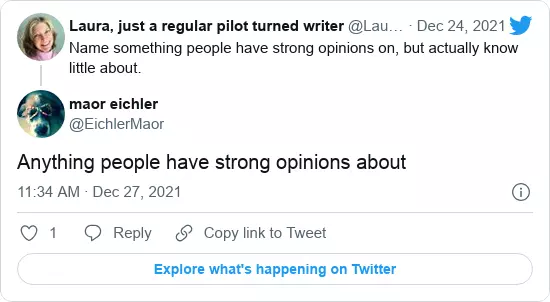 Laura, just a regular pilot turned writer @Lau... · Dec 24, 2021
Name something people have strong opinions on, but actually know
little about.
maor eichler
@EichlerMaor
Anything people have strong opinions about
11:34 AM · Dec 27, 2021
1 Reply Copy link to Tweet
Explore what's happening on Twitter